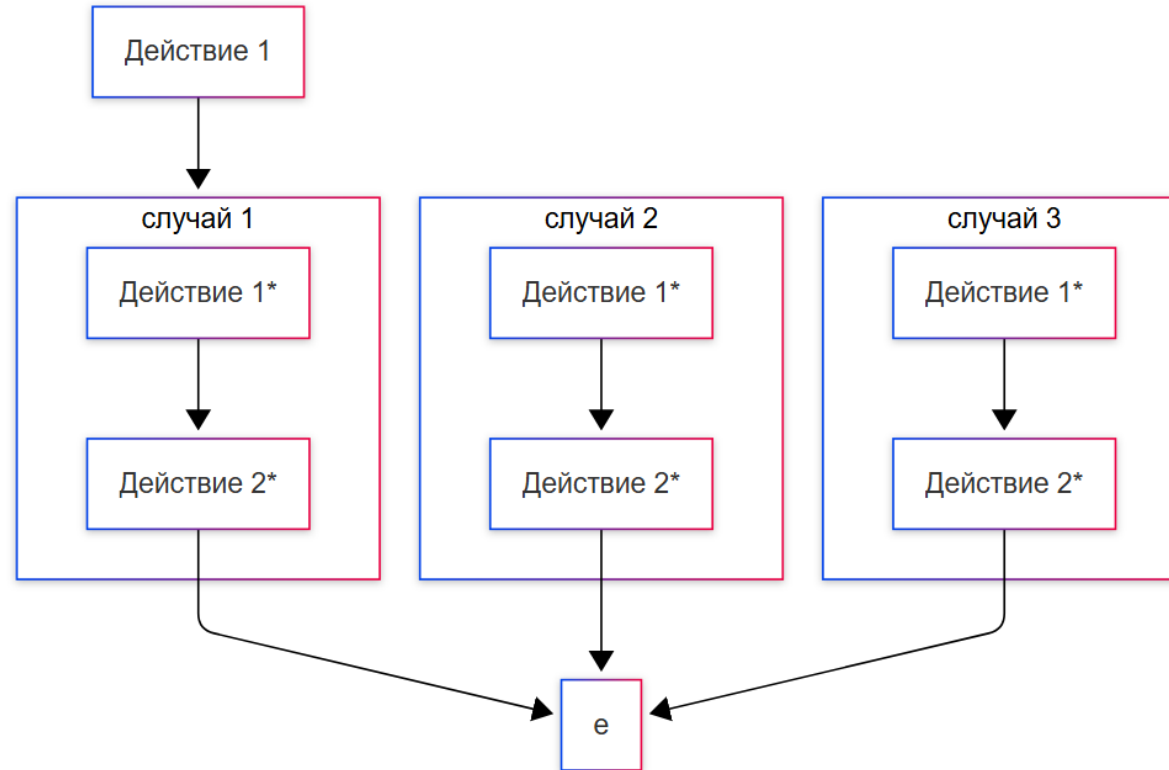 Действие 1
случай 1
Действие 1*
Действие 2*
случай 2
Действие 1*
Действие 2*
случай 3
Действие 1*
Действие 2*
е